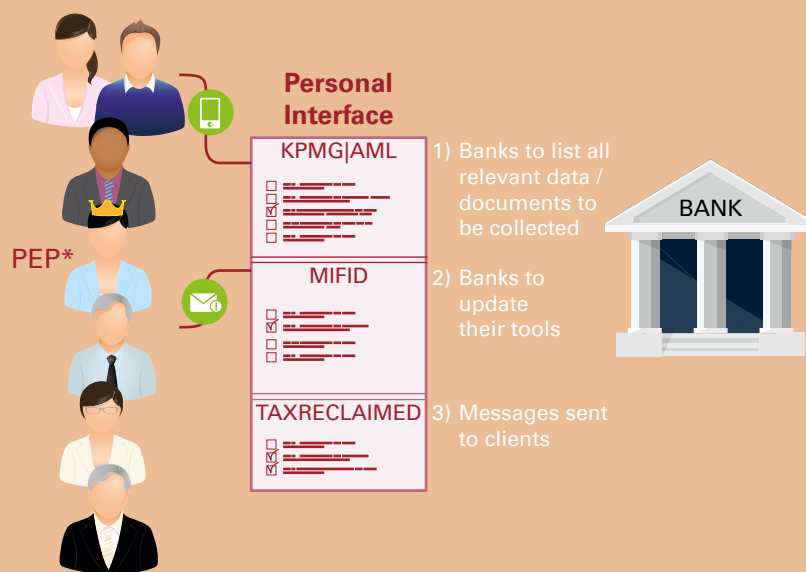 Personal
Interface
KPMG|AML
1) Banks to list all
relevant data /
documents to
be collected
BANK
PEP*
MIFID
2) Banks to
update
their tools
TAXRECLAIMED
3) Messages sent
to clients